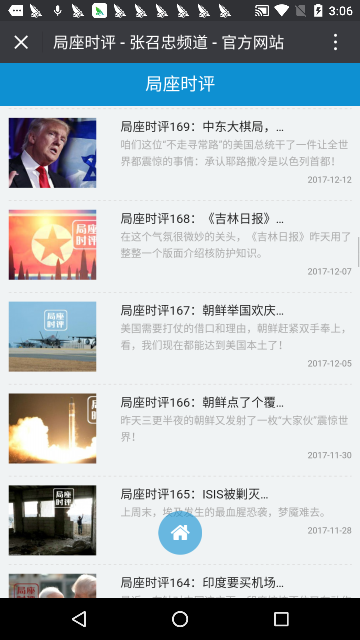 3:06
局座时评 - 张召忠频道 - 官方网站
局座时评
局座时评169：中东大棋局，...
咱们这位“不走寻常路”的美国总统干了一件让全世
界都震惊的事情：承认耶路撒冷是以色列首都！
2017-12-12
局座
时评
局座时评168：《吉林日报》...
在这个气氛很微妙的关头，《吉林日报》昨天用了
整整一个版面介绍核防护知识。
2017-12-07
局座
时评
局座时评167：朝鲜举国欢庆...
美国需要打仗的借口和理由，朝鲜赶紧双手奉上，
看，我们现在都能达到美国本土了！
2017-12-05
局座时评166：朝鲜点了个覆...
昨天三更半夜的朝鲜又发射了一枚“大家伙”震惊世
界！
2017-11-30
局座
时评
局座时评165：ISIS被剿灭...
上周末，埃及发生的最血腥恐袭，梦魇难去。
2017-11-28
局座
时评
局座时评164：印度要买机场...